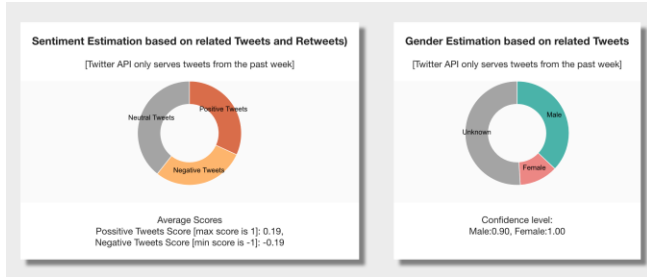 Sentiment Estimation based on related Tweets and Retweets)
[Twitter API only serves tweets from the past week]
Positive Tweets
Neutral Tweets
Negative Tweets
Average Scores
Possitive Tweets Score [max score is 1]: 0.19,
Negative Tweets Score [min score is -1]: -0.19
Gender Estimation based on related Tweets
[Twitter API only serves tweets from the past week]
Male
Unknown
Female
Confidence level:
Male:0.90, Female:1.00